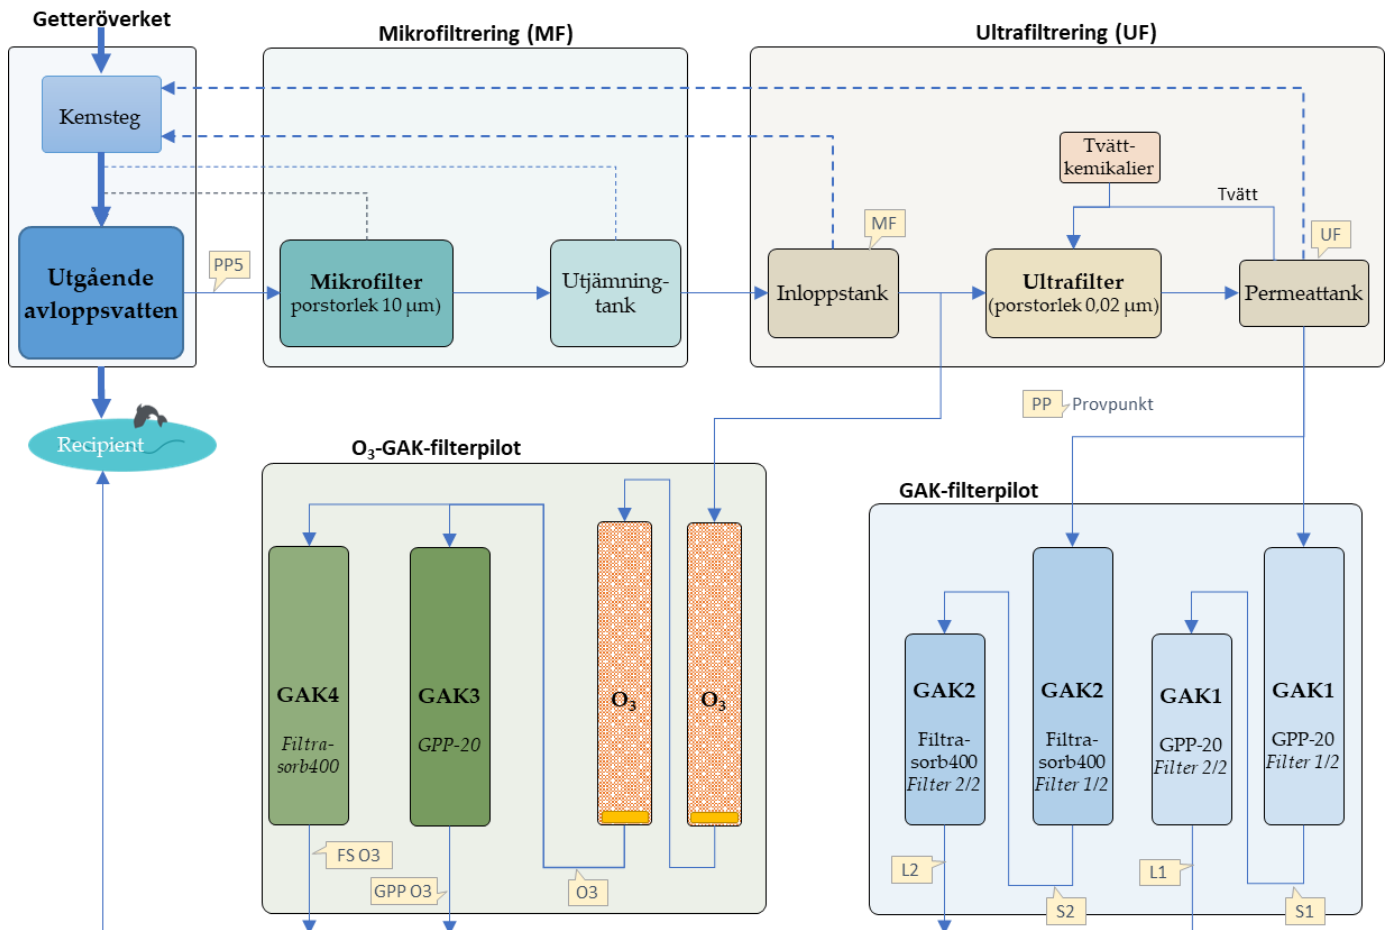 Getteröverket
Mikrofiltrering (MF)
Ultrafiltrering (UF)
Kemsteg
Utgående
avloppsvatten
PP5
Mikrofilter
porstorlek 10 µm)
Utjämning-
tank
Inloppstank
MF
Tvätt-
kemikalier
Tvätt
Ultrafilter
(porstorlek 0,02 µm)
UF
Permeattank
Recipient
PP Provpunkt
O₃-GAK-filterpilot
GAK4
Filtra-
sorb400
GAK3
GPP-20
O₃
O₃
FS O3
GPP O3
O3
GAK-filterpilot
GAK2
Filtra-
sorb400
Filter 2/2
GAK2
Filtra-
sorb400
Filter 1/2
GAK1
GPP-20
Filter 2/2
GAK1
GPP-20
Filter 1/2
L2
S2
L1
S1